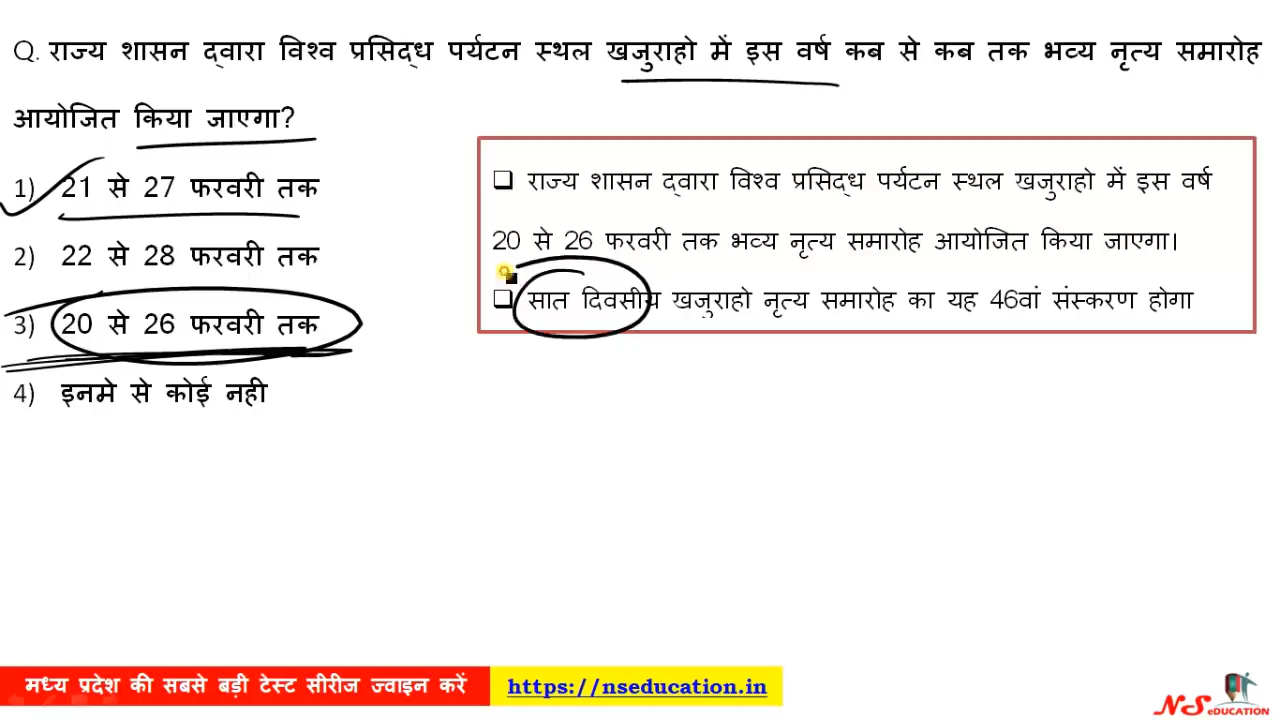 Q. राज्य शासन द्वारा विश्व प्रसिद्ध पर्यटन स्थल खजुराहो में इस वर्ष कब से कब तक भव्य नृत्य समारोह
आयोजित किया जाएगा?
1) 21 से 27 फरवरी तक
2) 22 से 28 फरवरी तक
3) 20 से 26 फरवरी तक
4) इनमे से कोई नही
❑ राज्य शासन द्वारा विश्व प्रसिद्ध पर्यटन स्थल खजुराहो में इस वर्ष
20 से 26 फरवरी तक भव्य नृत्य समारोह आयोजित किया जाएगा।
❑ सात दिवसीय खजुराहो नृत्य समारोह का यह 46वां संस्करण होगा
मध्य प्रदेश की सबसे बड़ी टेस्ट सीरीज ज्वाइन करें
https://nseducation.in
NS EDUCATION